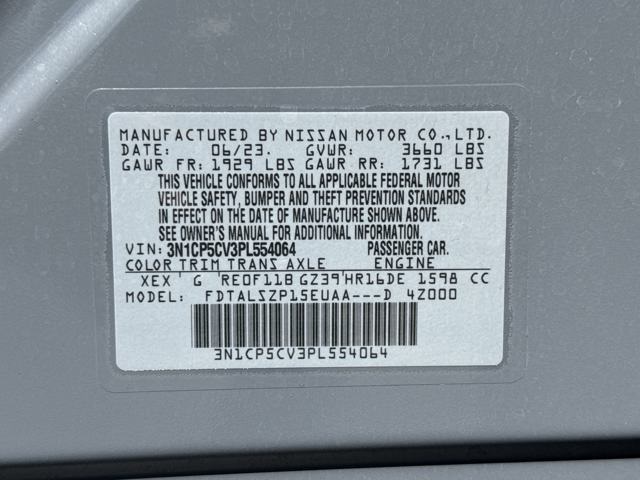 MANUFACTURED BY NISSAN MOTOR CO., LTD.
DATE: 06/23. GVWR: 3660 LBS
GAWR FR: 1929 LBS GAWR RR: 1731 LBS
THIS VEHICLE CONFORMS TO ALL APPLICABLE FEDERAL MOTOR
VEHICLE SAFETY, BUMPER AND THEFT PREVENTION STANDARDS
IN EFFECT ON THE DATE OF MANUFACTURE SHOWN ABOVE.
SEE OWNER'S MANUAL FOR ADDITIONAL INFORMATION.
VIN: 3N1CP5CV3PL554064 PASSENGER CAR.
COLOR TRIM TRANS AXLE ENGINE
XEX G RE0F11B GZ39 HR16DE 1598 CC
MODEL: FDTALSZP15EUAA---D 4Z000
3N1CP5CV3PL554064